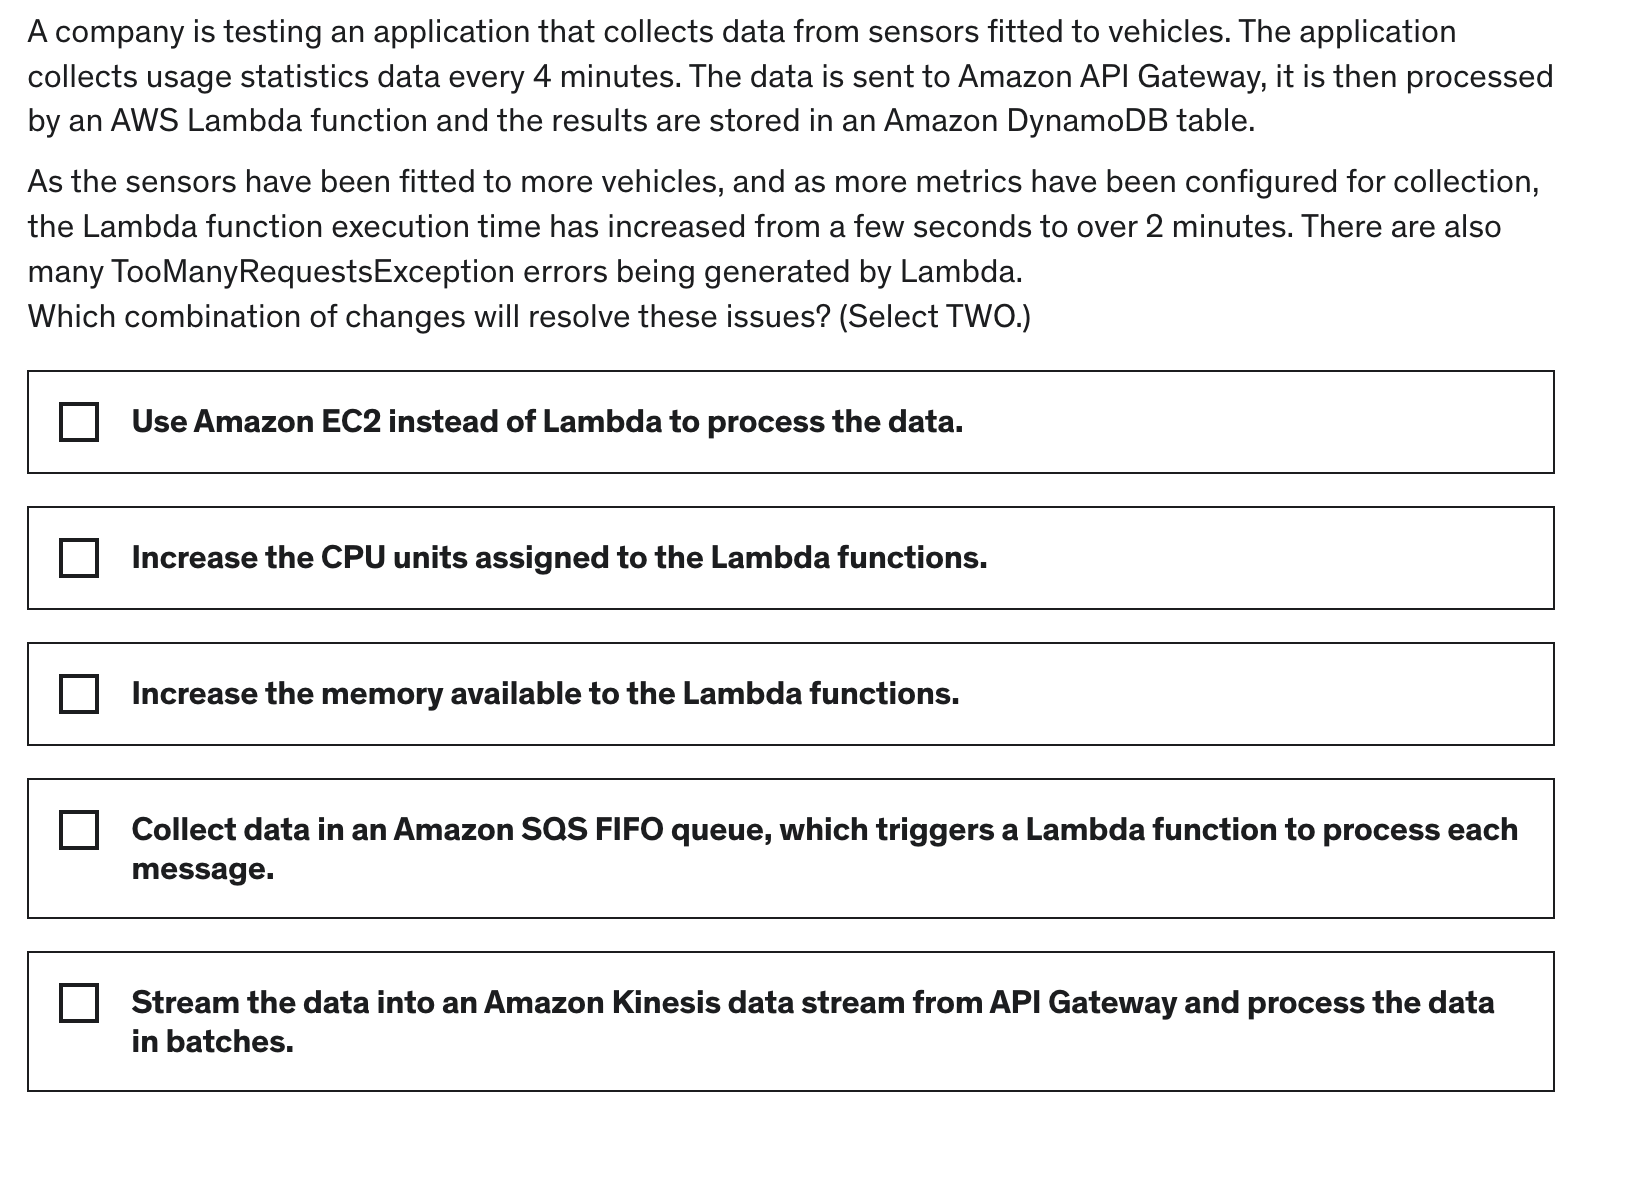 A company is testing an application that collects data from sensors fitted to vehicles. The application
collects usage statistics data every 4 minutes. The data is sent to Amazon API Gateway, it is then processed
by an AWS Lambda function and the results are stored in an Amazon DynamoDB table.
As the sensors have been fitted to more vehicles, and as more metrics have been configured for collection,
the Lambda function execution time has increased from a few seconds to over 2 minutes. There are also
many TooManyRequestsException errors being generated by Lambda.
Which combination of changes will resolve these issues? (Select TWO.)
Use Amazon EC2 instead of Lambda to process the data.
Increase the CPU units assigned to the Lambda functions.
Increase the memory available to the Lambda functions.
Collect data in an Amazon SQS FIFO queue, which triggers a Lambda function to process each
message.
Stream the data into an Amazon Kinesis data stream from API Gateway and process the data
in batches.